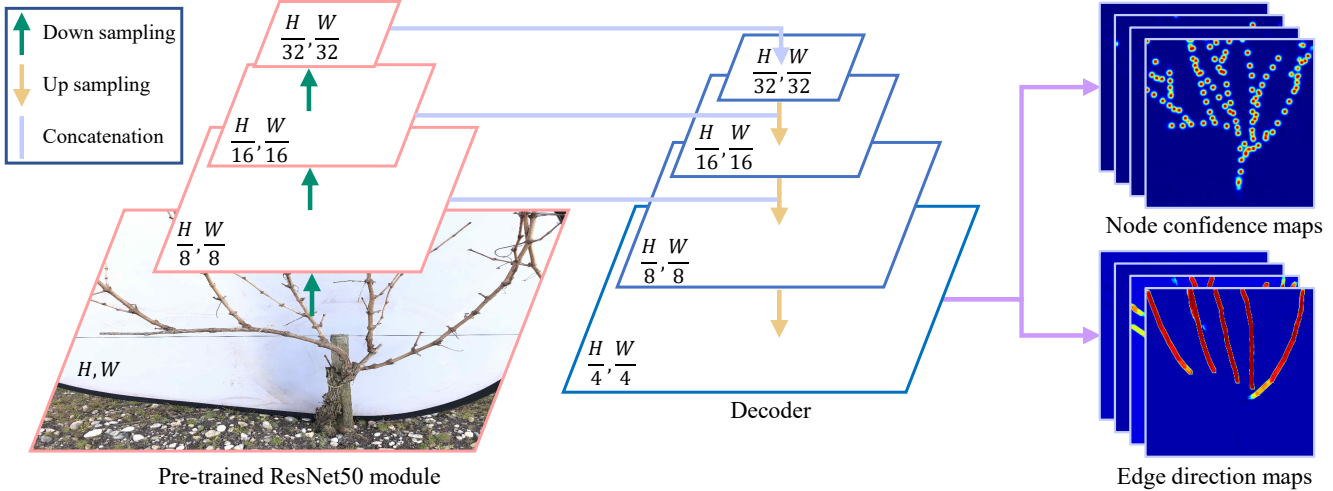 Down sampling
Up sampling
Concatenation
H/32, W/32
H/16, W/16
H/8, W/8
H, W
Pre-trained ResNet50 module
H/32, W/32
H/16, W/16
H/8, W/8
H/4, W/4
Decoder
Node confidence maps
Edge direction maps